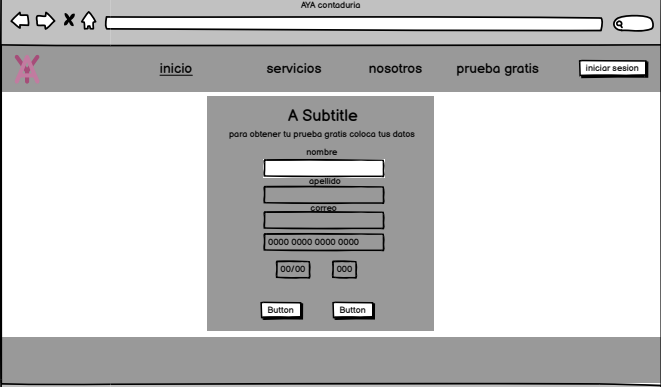 AYA contaduria
inicio servicios nosotros prueba gratis iniciar sesion
A Subtitle
para obtener tu prueba gratis coloca tus datos
nombre
apellido
correo
0000 0000 0000 0000
00/00 000
Button Button